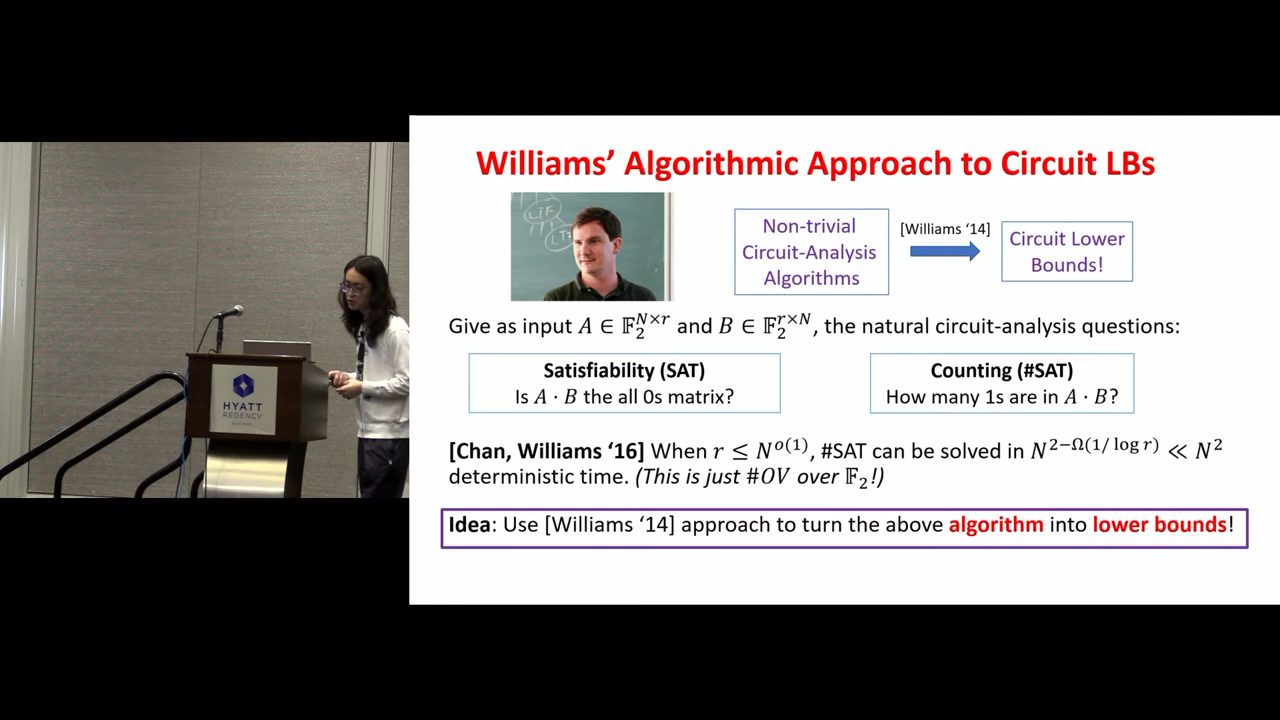 Williams’ Algorithmic Approach to Circuit LBs
LTF
Non-trivial
Circuit-Analysis
Algorithms
[Williams ‘14]
Circuit Lower
Bounds!
Give as input 𝐴 ∈ 𝔽₂^{𝑁×𝑟} and 𝐵 ∈ 𝔽₂^{𝑟×𝑁}, the natural circuit-analysis questions:
Satisfiability (SAT)
Is 𝐴 ⋅ 𝐵 the all 0s matrix?
Counting (#SAT)
How many 1s are in 𝐴 ⋅ 𝐵?
[Chan, Williams ‘16] When 𝑟 ≤ 𝑁^{𝑜(1)}, #SAT can be solved in 𝑁^{2−Ω(1/ log 𝑟)} ≪ 𝑁²
deterministic time. (This is just #OV over 𝔽₂!)
Idea: Use [Williams ‘14] approach to turn the above algorithm into lower bounds!
HYATT
REGENCY